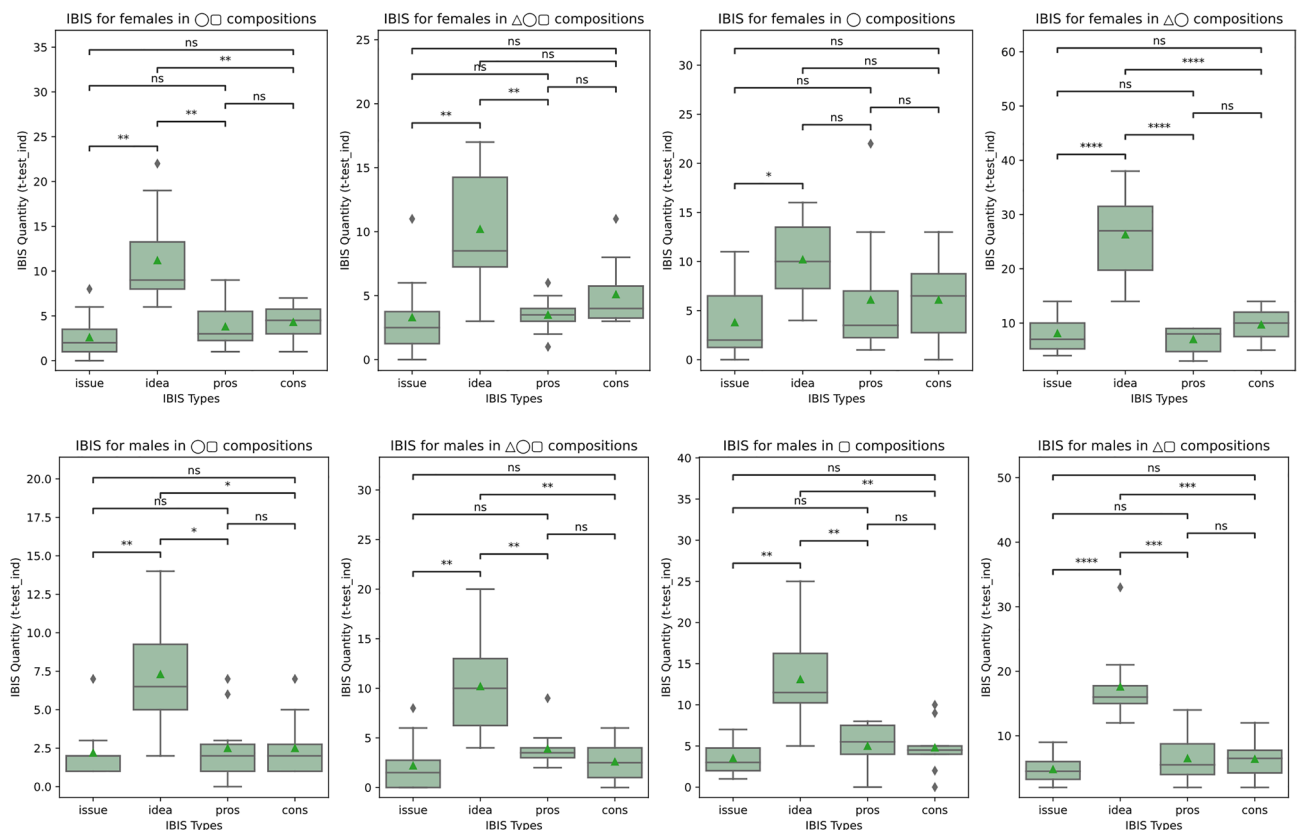 IBIS for females in ◯▢ compositions
35
30
25
20
15
10
5
0
IBIS Quantity (t-test_ind)
ns
**
ns
ns
**
**
issue idea pros cons
IBIS Types
IBIS for females in △◯▢ compositions
25
20
15
10
5
0
IBIS Quantity (t-test_ind)
ns
ns
ns
ns
**
**
issue idea pros cons
IBIS Types
IBIS for females in ◯ compositions
30
25
20
15
10
5
0
IBIS Quantity (t-test_ind)
ns
ns
ns
ns
ns
*
issue idea pros cons
IBIS Types
IBIS for females in △◯ compositions
60
50
40
30
20
10
IBIS Quantity (t-test_ind)
ns
****
ns
ns
****
****
issue idea pros cons
IBIS Types
IBIS for males in ◯▢ compositions
20.0
17.5
15.0
12.5
10.0
7.5
5.0
2.5
0.0
IBIS Quantity (t-test_ind)
ns
*
ns
ns
*
**
issue idea pros cons
IBIS Types
IBIS for males in △◯▢ compositions
30
25
20
15
10
5
0
IBIS Quantity (t-test_ind)
ns
**
ns
ns
**
**
issue idea pros cons
IBIS Types
IBIS for males in ▢ compositions
40
35
30
25
20
15
10
5
0
IBIS Quantity (t-test_ind)
ns
**
ns
ns
**
**
issue idea pros cons
IBIS Types
IBIS for males in △▢ compositions
50
40
30
20
10
IBIS Quantity (t-test_ind)
ns
***
ns
ns
***
****
issue idea pros cons
IBIS Types